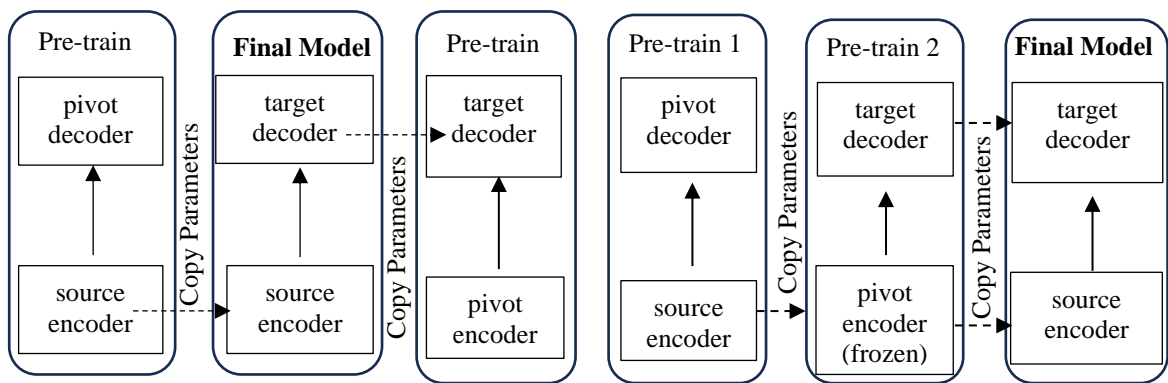 Pre-train
pivot
decoder
source
encoder
Copy Parameters
Final Model
target
decoder
source
encoder
Copy Parameters
Pre-train
target
decoder
pivot
encoder
Pre-train 1
pivot
decoder
source
encoder
Copy Parameters
Pre-train 2
target
decoder
pivot
encoder
(frozen)
Copy Parameters
Final Model
target
decoder
source
encoder